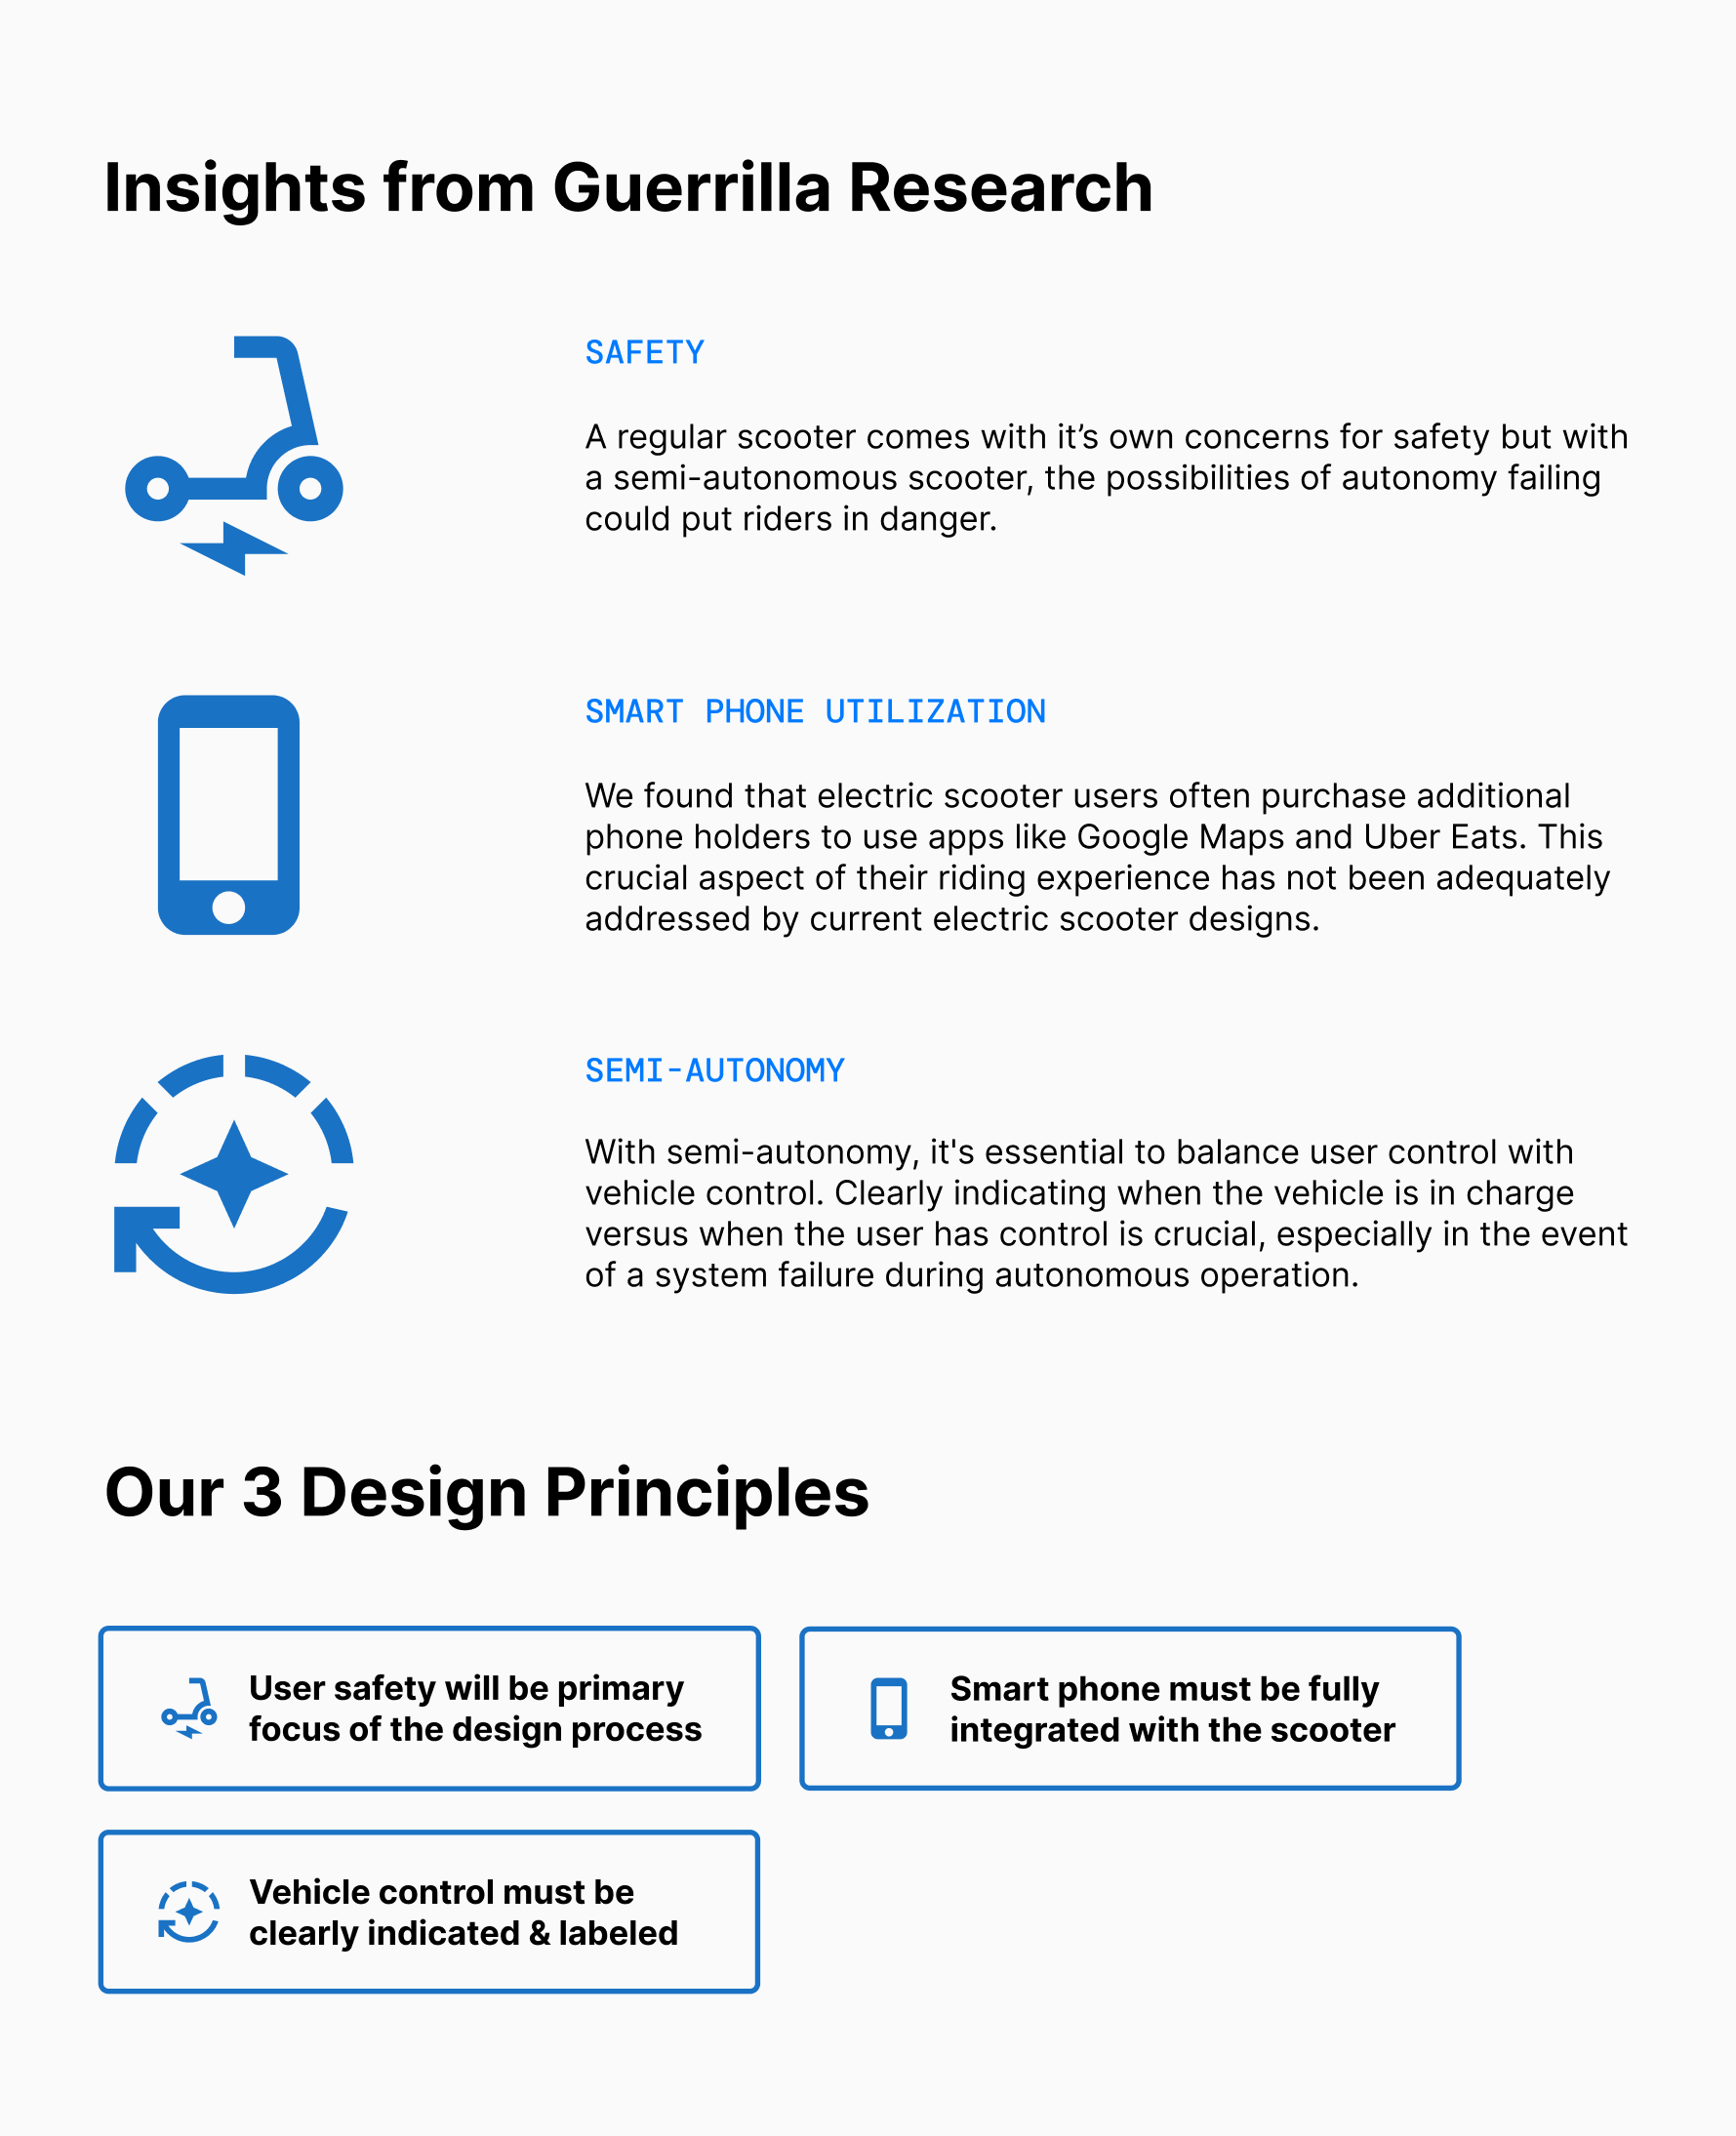 Insights from Guerrilla Research
SAFETY
A regular scooter comes with it’s own concerns for safety but with
a semi-autonomous scooter, the possibilities of autonomy failing
could put riders in danger.
SMART PHONE UTILIZATION
We found that electric scooter users often purchase additional
phone holders to use apps like Google Maps and Uber Eats. This
crucial aspect of their riding experience has not been adequately
addressed by current electric scooter designs.
SEMI-AUTONOMY
With semi-autonomy, it's essential to balance user control with
vehicle control. Clearly indicating when the vehicle is in charge
versus when the user has control is crucial, especially in the event
of a system failure during autonomous operation.
Our 3 Design Principles
User safety will be primary
focus of the design process
Smart phone must be fully
integrated with the scooter
Vehicle control must be
clearly indicated & labeled